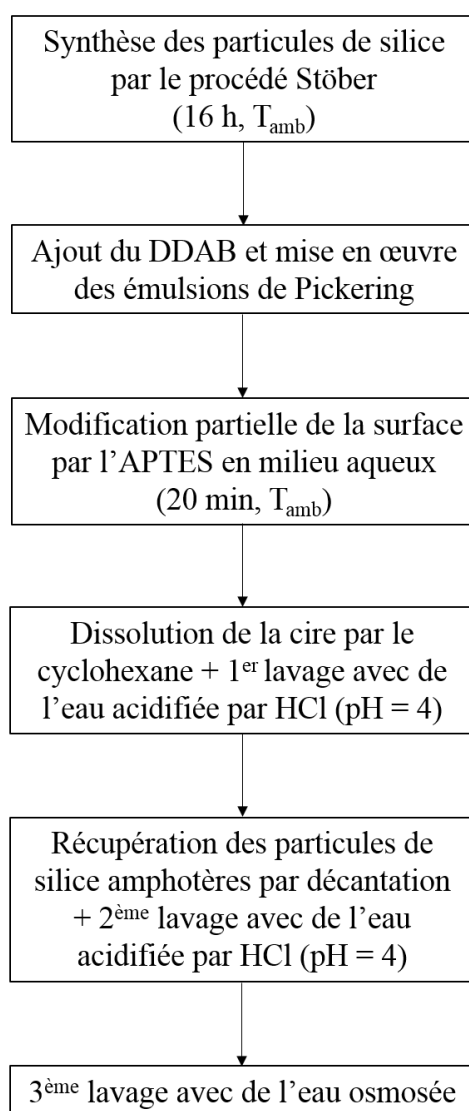 Synthèse des particules de silice
par le procédé Stöber
(16 h, Tamb)
Ajout du DDAB et mise en œuvre
des émulsions de Pickering
Modification partielle de la surface
par l’APTES en milieu aqueux
(20 min, Tamb)
Dissolution de la cire par le
cyclohexane + 1er lavage avec de
l’eau acidifiée par HCl (pH = 4)
Récupération des particules de
silice amphotères par décantation
+ 2ème lavage avec de l’eau
acidifiée par HCl (pH = 4)
3ème lavage avec de l’eau osmosée